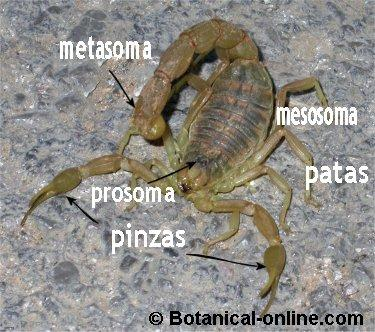 metasoma
mesosoma
prosoma
patas
pinzas
© Botanical-online.com